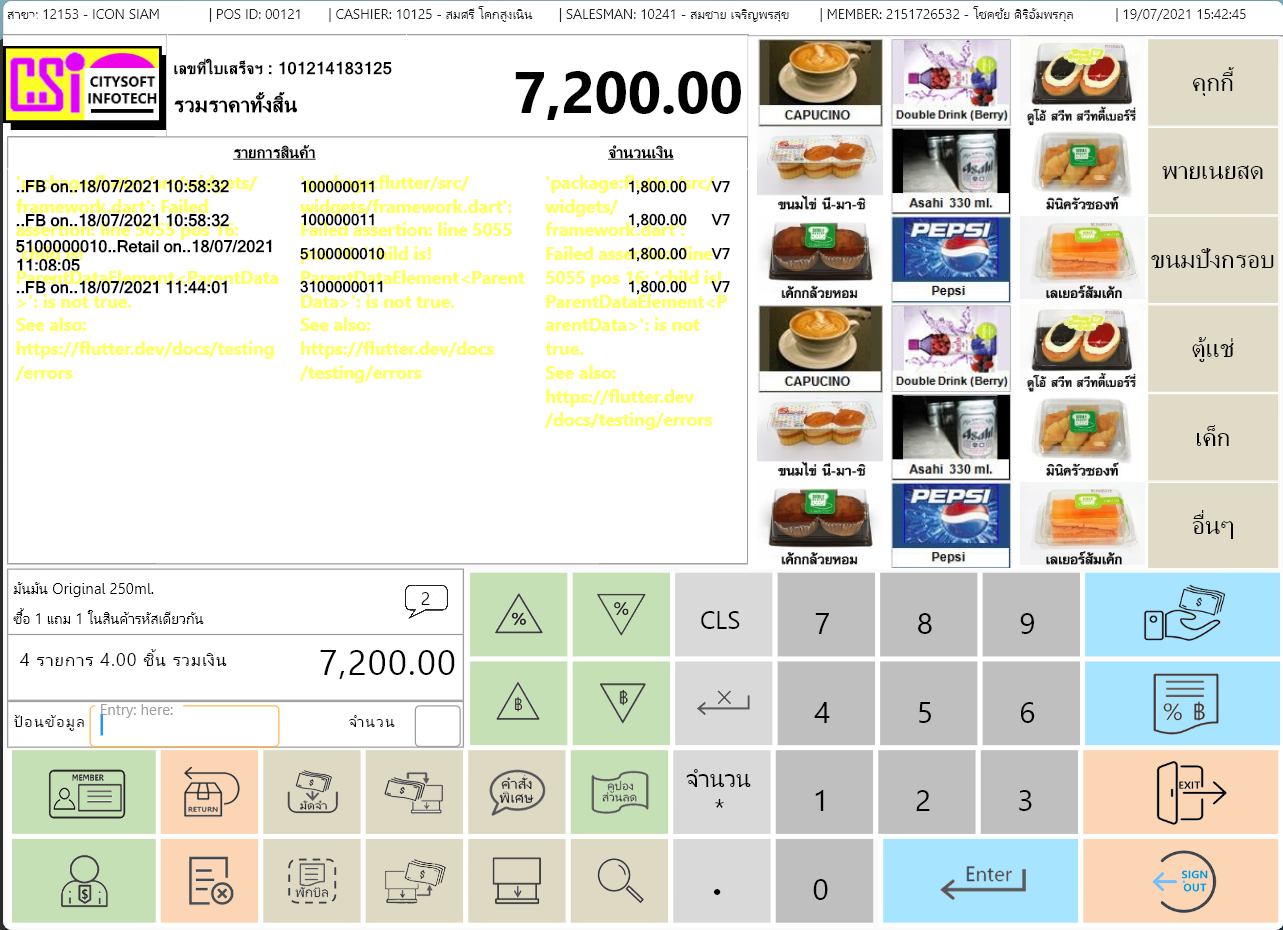 สาขา: 12153 - ICON SIAM | POS ID: 00121 | CASHIER: 10125 - สมศรี โคกสูงเนิน | SALESMAN: 10241 - สมชาย เจริญพรสุข | MEMBER: 2151726532 - โชคชัย ศิริอัมพรกุล | 19/07/2021 15:42:45
CSi
CITYSOFT
INFOTECH
เลขที่ใบเสร็จฯ : 101214183125
รวมราคาทั้งสิ้น
7,200.00
รายการสินค้า จำนวนเงิน
..FB on..18/07/2021 10:58:32 100000011 1,800.00 V7
..FB on..18/07/2021 10:58:32 100000011 1,800.00 V7
5100000010..Retail on..18/07/2021
11:08:05 5100000010 1,800.00 V7
..FB on..18/07/2021 11:44:01 3100000011 1,800.00 V7
'package:flutter/src/widgets/
framework.dart': Failed
assertion: line 5055 pos 16:
'child is!
ParentDataElement<ParentData
>': is not true.
See also:
https://flutter.dev/docs/testing
/errors
'package:flutter/src/
widgets/framework.dart':
Failed assertion: line 5055
pos 16: 'child is!
ParentDataElement<Parent
Data>': is not true.
See also:
https://flutter.dev/docs
/testing/errors
'package:flutter/src/
widgets/
framework.dart':
Failed assertion: line
5055 pos 16: 'child is!
ParentDataElement<P
arentData>': is not
true.
See also:
https://flutter.dev
/docs/testing/errors
CAPUCINO
Double Drink (Berry)
ดูโอ้ สวีท สวีทดี้เบอร์รี่
คุกกี้
ขนมไข่ นี-มา-ชิ
Asahi
Asahi 330 ml.
มินิครัวซองท์
พายเนยสด
เค้กกล้วยหอม
PEPSI
Pepsi
เลเยอร์ส้มเค้ก
ขนมปังกรอบ
CAPUCINO
Double Drink (Berry)
ดูโอ้ สวีท สวีทดี้เบอร์รี่
ตู้แช่
ขนมไข่ นี-มา-ชิ
Asahi
Asahi 330 ml.
มินิครัวซองท์
เค็ก
เค้กกล้วยหอม
PEPSI
Pepsi
เลเยอร์ส้มเค้ก
อื่นๆ
มันมัน Original 250ml.
2
ซื้อ 1 แถม 1 ในสินค้ารหัสเดียวกัน
4 รายการ 4.00 ชิ้น รวมเงิน 7,200.00
Entry: here:
ป้อนข้อมูล จำนวน
% % CLS 7 8 9 $
฿ ฿ X 4 5 6 % ฿
MEMBER
RETURN
$
มัดจำ
$
คำสั่ง
พิเศษ
คูปอง
ส่วนลด
จำนวน
*
1 2 3
EXIT
$
พักบิล
$
. 0
Enter
SIGN
OUT